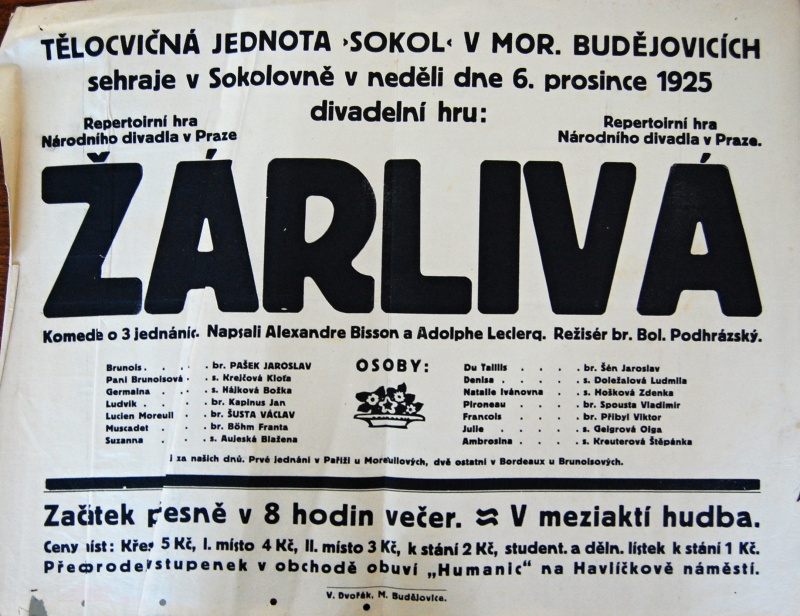 TĚLOCVIČNÁ JEDNOTA ›SOKOL‹ V MOR. BUDĚJOVICÍCH
sehraje v Sokolovně v neděli dne 6. prosince 1925
divadelní hru:
Repertoirní hra
Národního divadla v Praze
Repertoirní hra
Národního divadla v Praze.
ŽÁRLIVÁ
Komedie o 3 jednáníc. Napsali Alexandre Bisson a Adolphe Leclerq. Režisér br. Bol. Podhrázský.
OSOBY:
Brunois . . . . br. PAŠEK JAROSLAV
Paní Brunoisová . . s. Krejčová Kloťa
Germaina . . . s. Hájková Božka
Ludvík . . . . br. Kapinus Jan
Lucien Moreuil . . br. ŠUSTA VÁCLAV
Muscadet . . . br. Böhm Franta
Suzanna . . . s. Aujeská Blažena
Du Taillis . . . . br. Šén Jaroslav
Denisa . . . . s. Doležalová Ludmila
Natalie Ivánovna . . s. Hošková Zdenka
Pironeau . . . . br. Spousta Vladimír
Francois . . . . br. Přibyl Viktor
Julie . . . . s. Geigrová Olga
Ambrosina . . . . s. Kreuterová Štěpánka
za našich dnů. Prvé jednání v Paříži u Moreuilových, dvě ostatní v Bordeaux u Brunoisových.
Začátek přesně v 8 hodin večer. ≈ V meziaktí hudba.
Ceny míst: Křes 5 Kč, I. místo 4 Kč, II. místo 3 Kč, k stání 2 Kč, student. a děln. lístek k stání 1 Kč.
Předprodej vstupenek v obchodě obuví „Humanic" na Havlíčkově náměstí.
V. Dvořák, M. Budějovice.